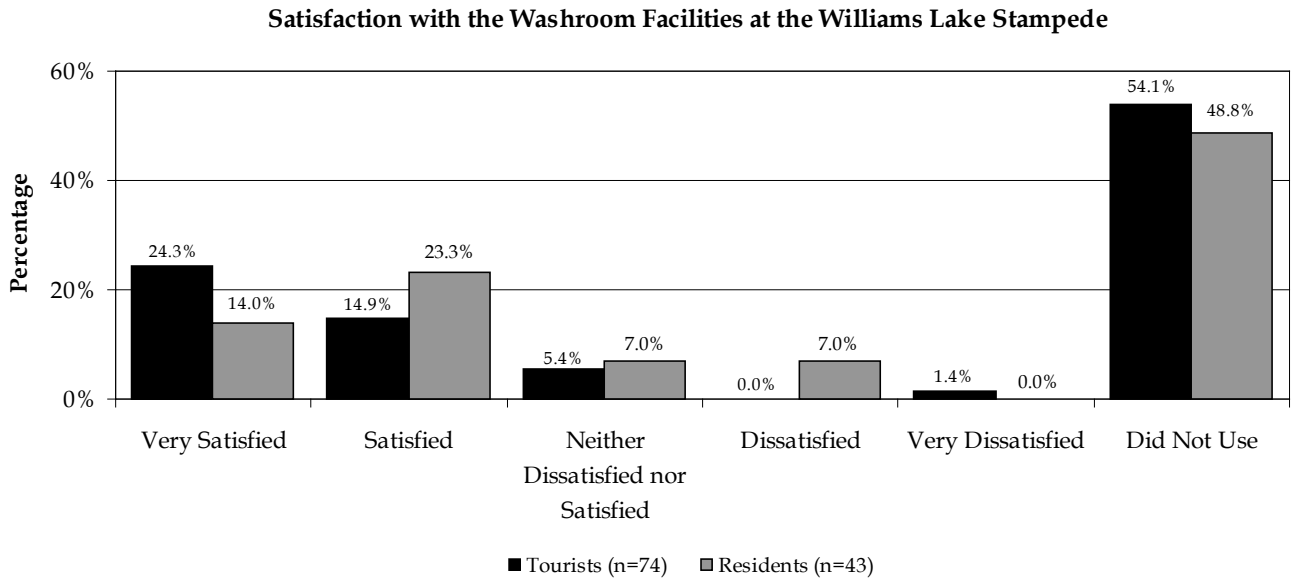 Satisfaction with the Washroom Facilities at the Williams Lake Stampede
60%
40%
20%
0%
Percentage
24.3%
14.0%
14.9%
23.3%
5.4%
7.0%
0.0%
7.0%
1.4%
0.0%
54.1%
48.8%
Very Satisfied
Satisfied
Neither
Dissatisfied nor
Satisfied
Dissatisfied
Very Dissatisfied
Did Not Use
Tourists (n=74) Residents (n=43)